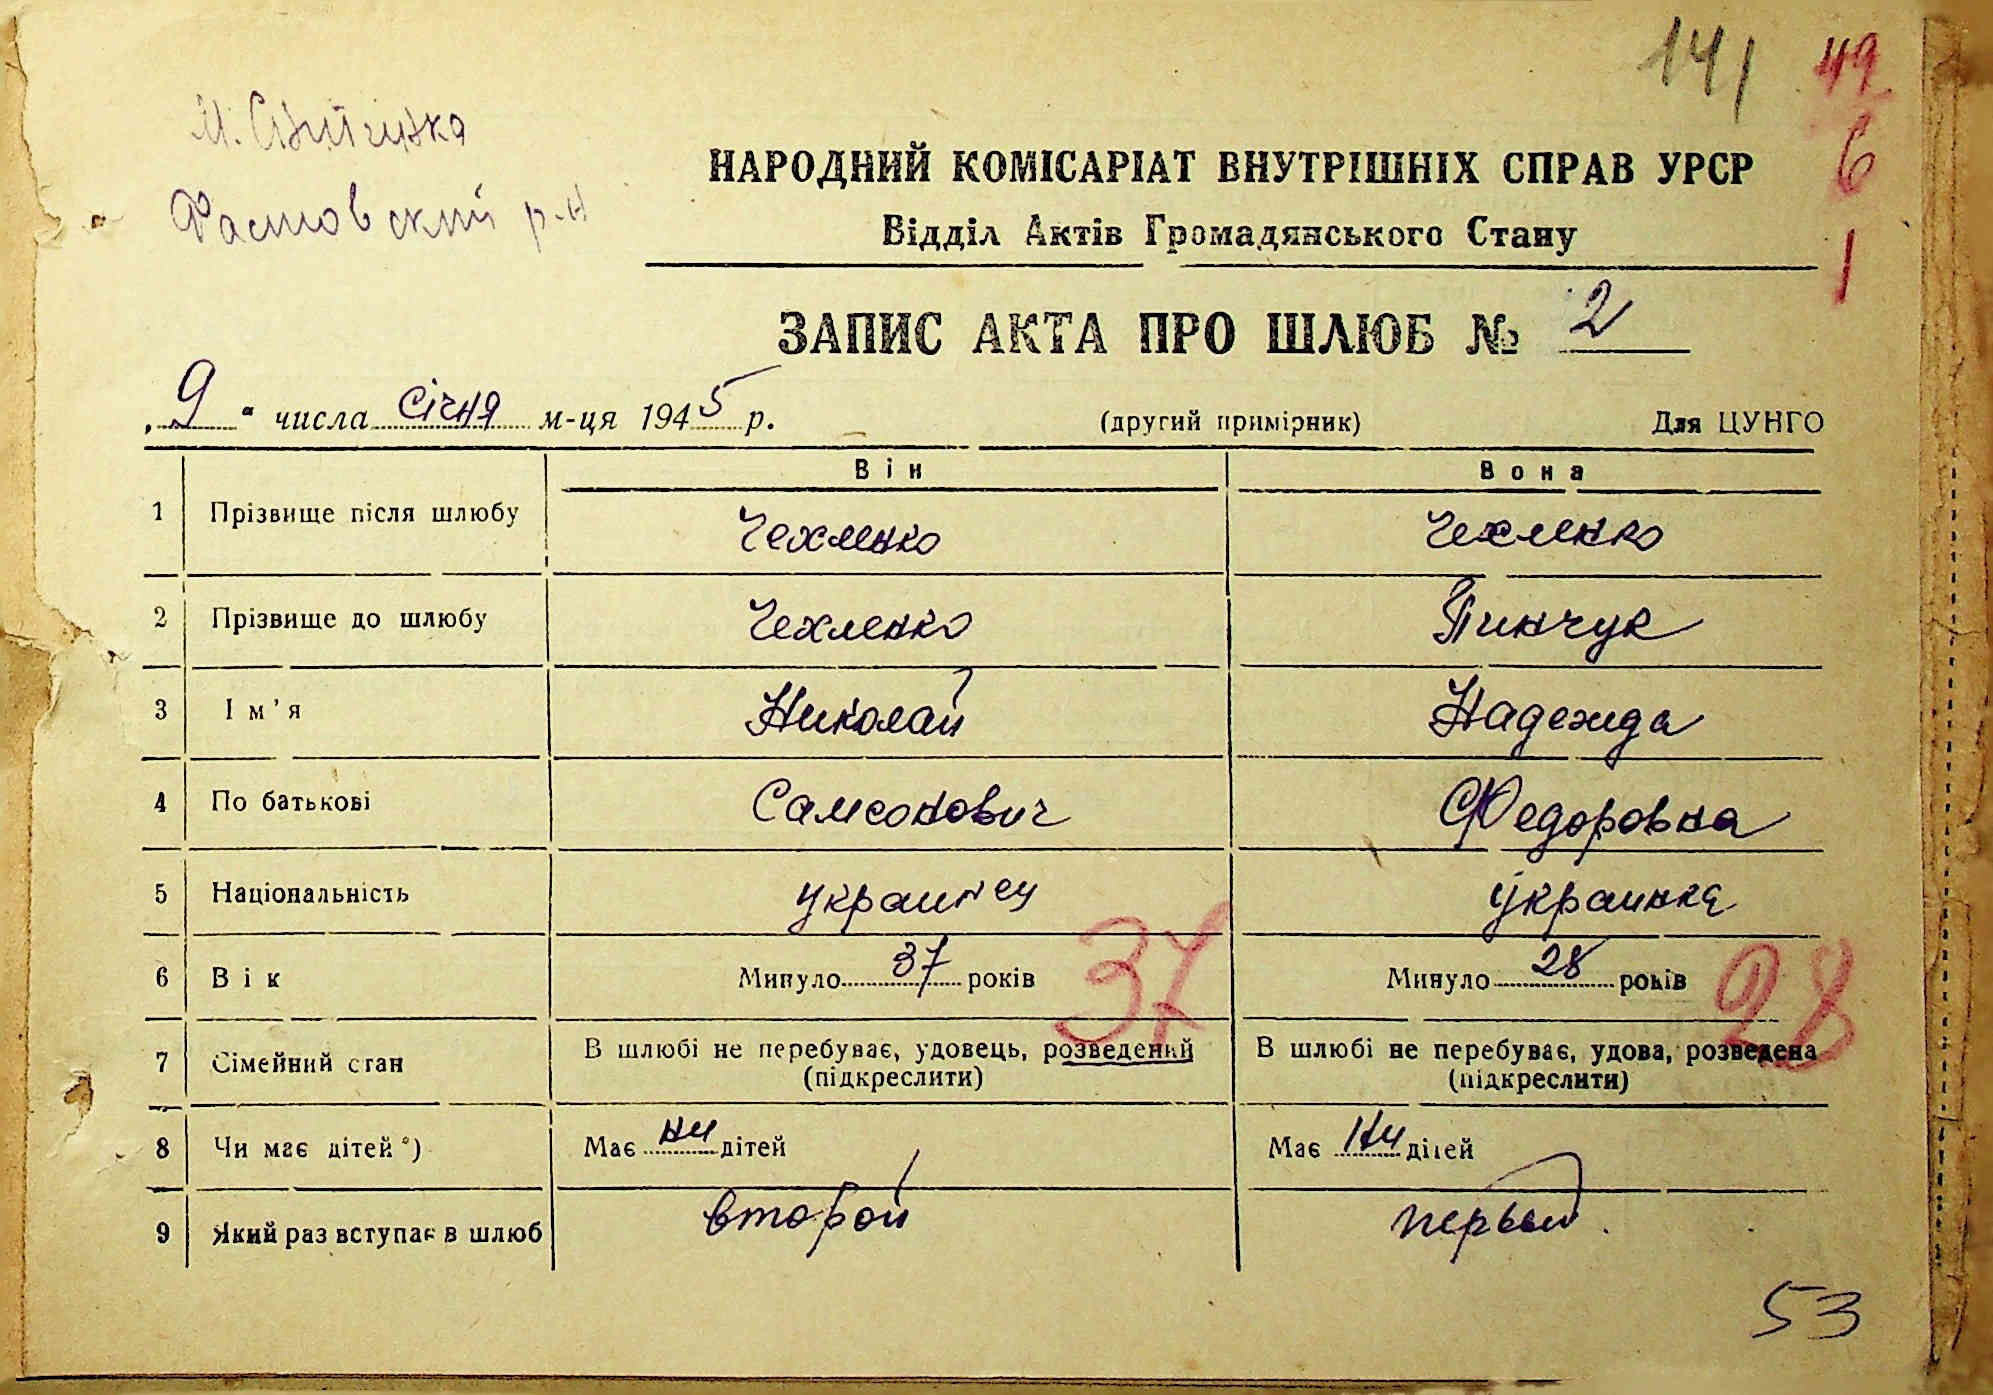 141 49
6
1
М. Снитинка
Фастовский р-н
НАРОДНИЙ КОМІСАРІАТ ВНУТРІШНІХ СПРАВ УРСР
Відділ Актів Громадянського Стану
ЗАПИС АКТА ПРО ШЛЮБ № 2
„9“ числа січня м-ця 1945 р. (другий примірник) Для ЦУНГО
Він Вона
1 Прізвище після шлюбу Чехленко Чехленко
2 Прізвище до шлюбу Чехленко Пинчук
3 Ім'я Николай Надежда
4 По батькові Самсонович Федоровна
5 Національність украинец украинка
6 Вік Минуло 37 років 37 Минуло 28 років 28
7 Сімейний стан В шлюбі не перебуває, удовець, розведений В шлюбі не перебуває, удова, розведена
(підкреслити) (підкреслити)
8 Чи має дітей*) Має ни дітей Має ни дітей
9 Який раз вступає в шлюб второй первый
53